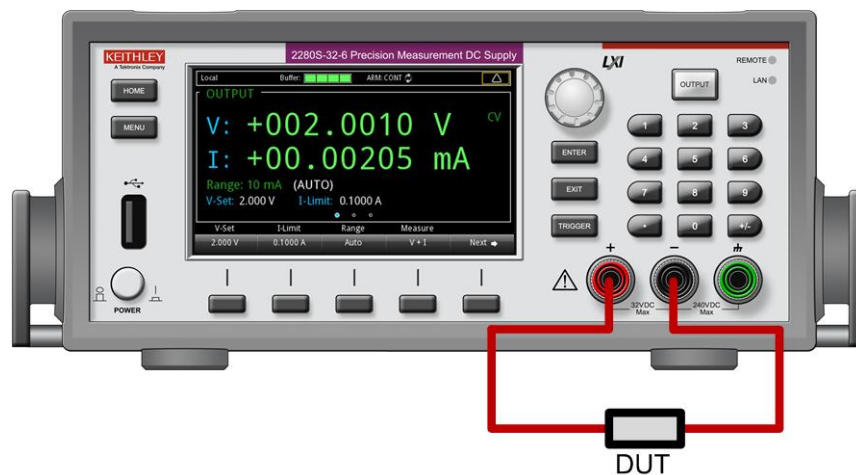 KEITHLEY
A Tektronix Company
2280S-32-6 Precision Measurement DC Supply
LXI
REMOTE
LAN
HOME
MENU
Local Buffer: ARM: CONT
OUTPUT
V: +002.0010 V CV
I: +00.00205 mA
Range: 10 mA (AUTO)
V-Set: 2.000 V I-Limit: 0.1000 A
V-Set I-Limit Range Measure
2.000 V 0.1000 A Auto V + I Next
POWER
OUTPUT
ENTER
EXIT
TRIGGER
1 2 3
4 5 6
7 8 9
. 0 +/-
+ −
32VDC Max
240VDC Max
DUT